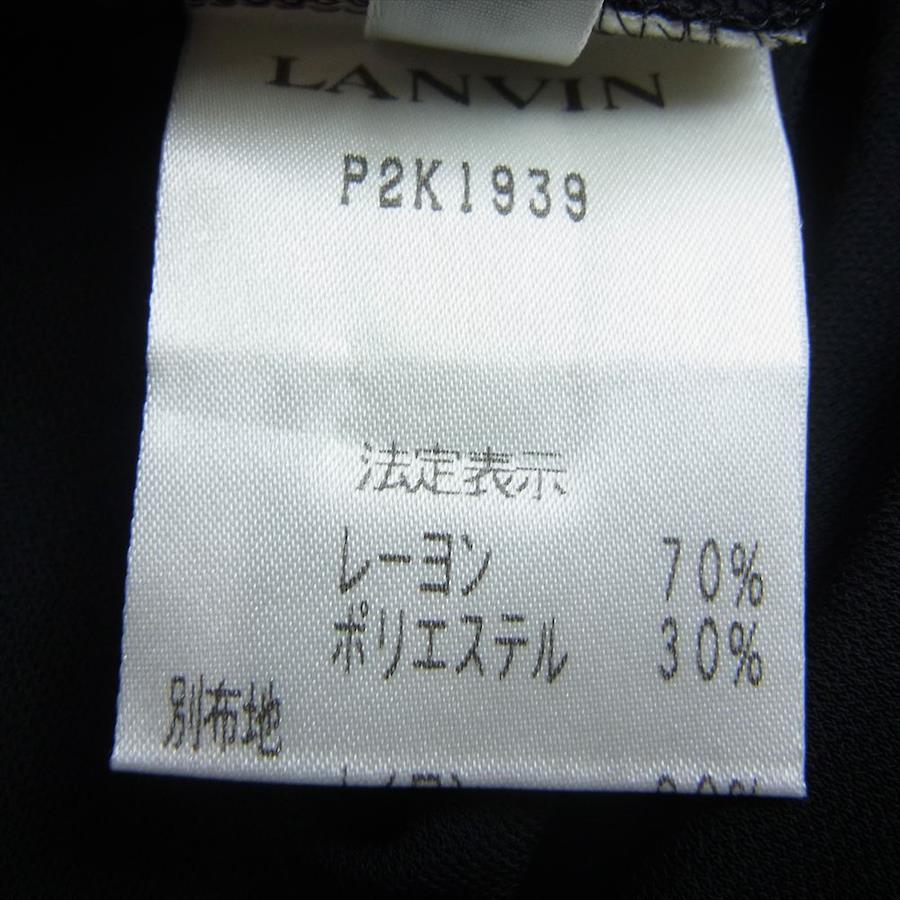 LANVIN
P2K1939
法定表示
レーヨン 70%
ポリエステル 30%
別布地